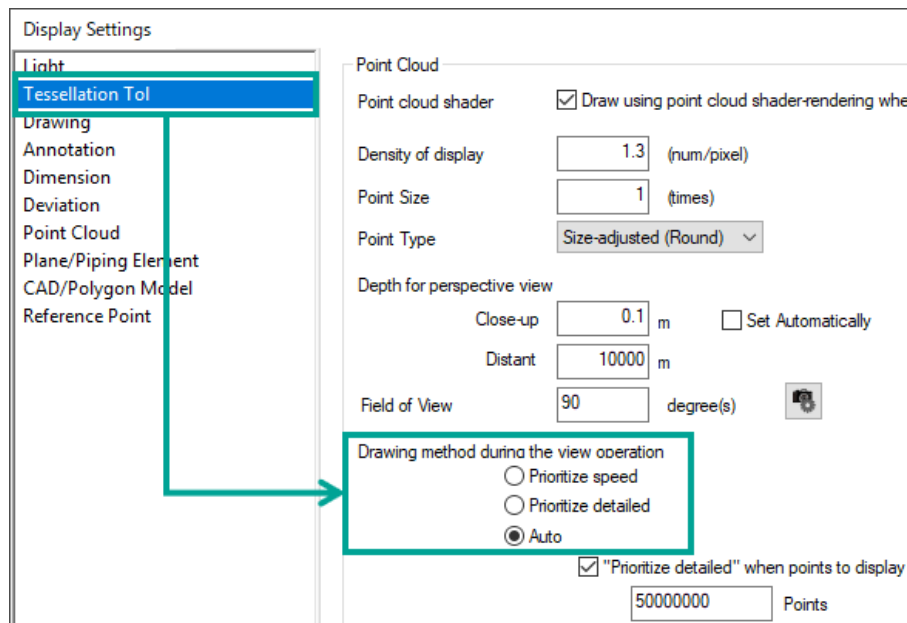 Display Settings
Light
Tessellation Tol
Drawing
Annotation
Dimension
Deviation
Point Cloud
Plane/Piping Element
CAD/Polygon Model
Reference Point
Point Cloud
Point cloud shader Draw using point cloud shader-rendering whe
Density of display 1.3 (num/pixel)
Point Size 1 (times)
Point Type Size-adjusted (Round)
Depth for perspective view
Close-up 0.1 m Set Automatically
Distant 10000 m
Field of View 90 degree(s)
Drawing method during the view operation
Prioritize speed
Prioritize detailed
Auto
"Prioritize detailed" when points to display
50000000 Points